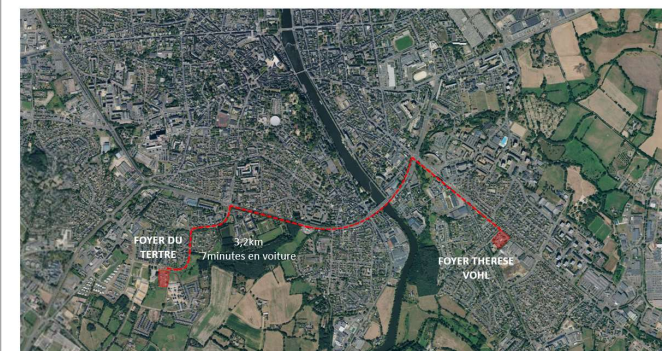 FOYER DU
TERTRE
3,2km
7minutes en voiture
FOYER THERESE
VOHL